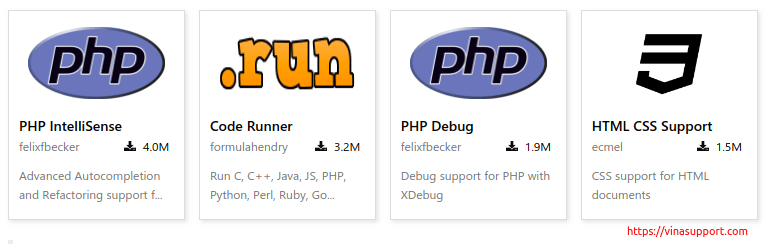 php
.run
php
PHP IntelliSense
felixfbecker 4.0M
Advanced Autocompletion
and Refactoring support f...
Code Runner
formulahendry 3.2M
Run C, C++, Java, JS, PHP,
Python, Perl, Ruby, Go...
PHP Debug
felixfbecker 1.9M
Debug support for PHP with
XDebug
HTML CSS Support
ecmel 1.5M
CSS support for HTML
documents
https://vinasupport.com